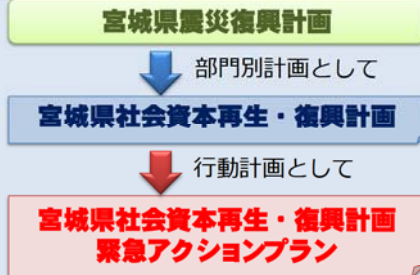 宮城県震災復興計画
部門別計画として
宮城県社会資本再生・復興計画
行動計画として
宮城県社会資本再生・復興計画
緊急アクションプラン